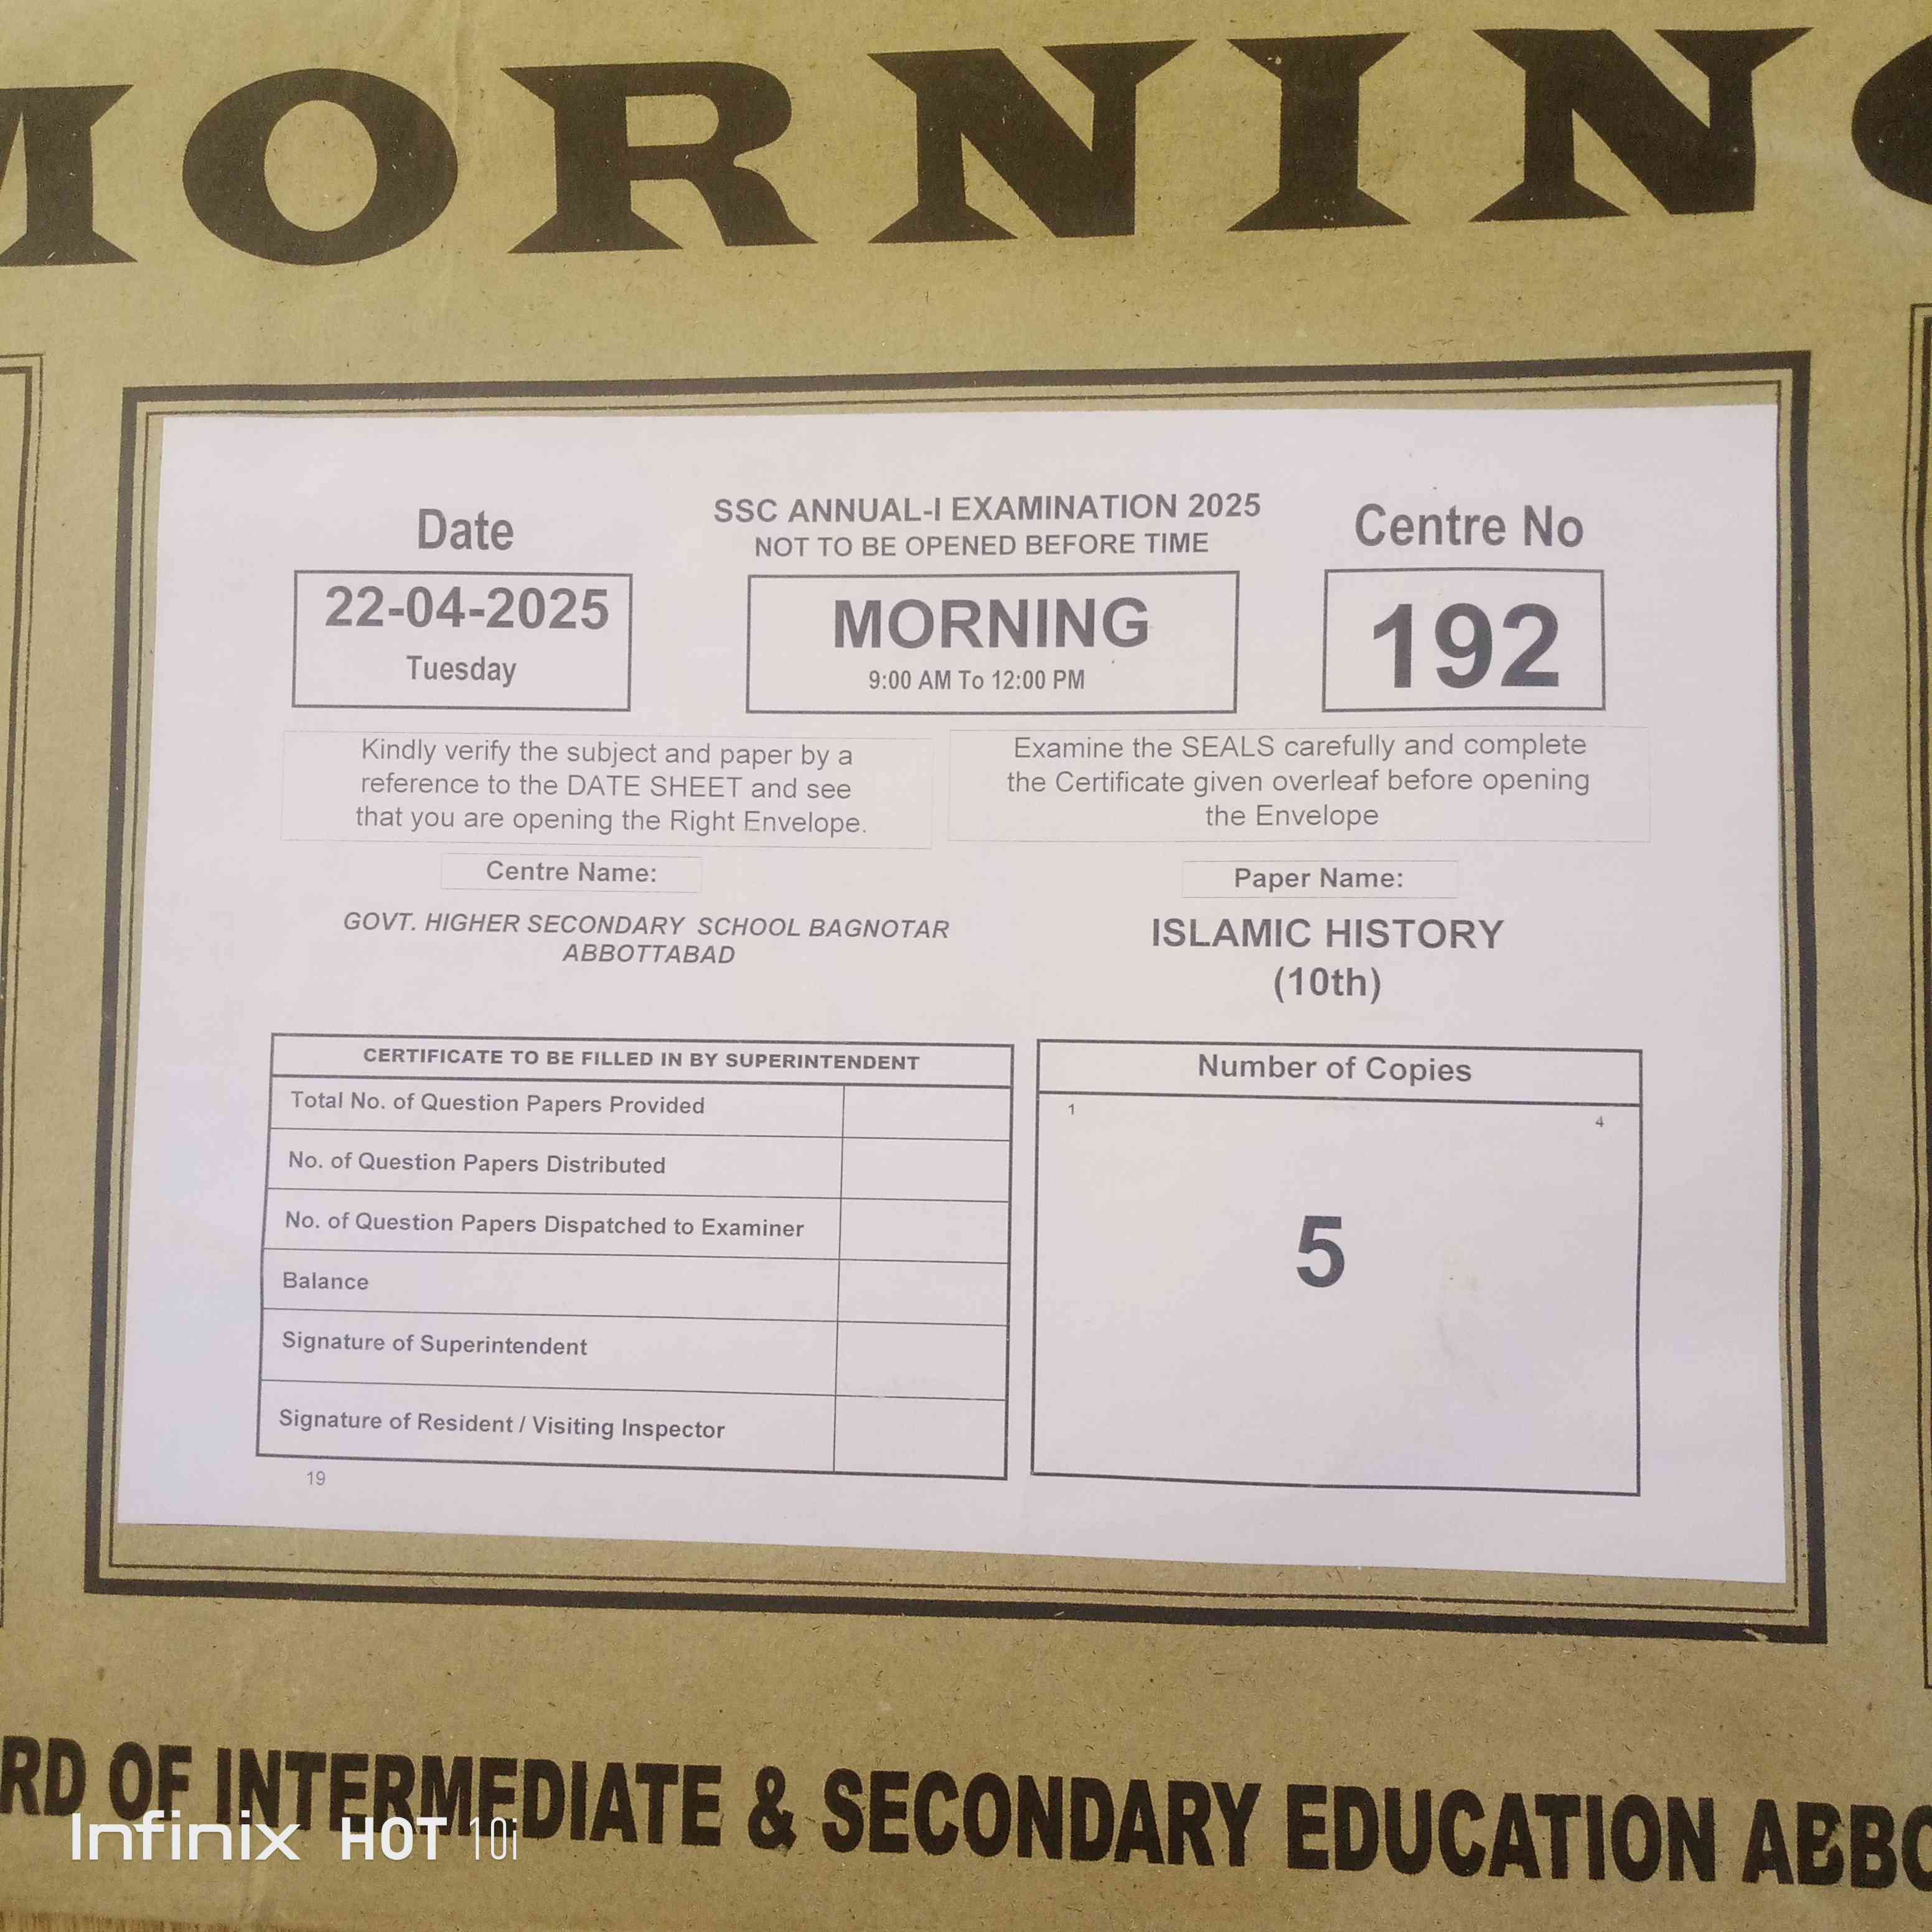 MORNING
Date
SSC ANNUAL-I EXAMINATION 2025
NOT TO BE OPENED BEFORE TIME
Centre No
22-04-2025
Tuesday
MORNING
9:00 AM To 12:00 PM
192
Kindly verify the subject and paper by a
reference to the DATE SHEET and see
that you are opening the Right Envelope.
Examine the SEALS carefully and complete
the Certificate given overleaf before opening
the Envelope
Centre Name:
GOVT. HIGHER SECONDARY SCHOOL BAGNOTAR
ABBOTTABAD
Paper Name:
ISLAMIC HISTORY
(10th)
CERTIFICATE TO BE FILLED IN BY SUPERINTENDENT
Total No. of Question Papers Provided
No. of Question Papers Distributed
No. of Question Papers Dispatched to Examiner
Balance
Signature of Superintendent
Signature of Resident / Visiting Inspector
19
Number of Copies
1
4
5
RD OF INTERMEDIATE & SECONDARY EDUCATION ABBO
Infinix HOT 10i